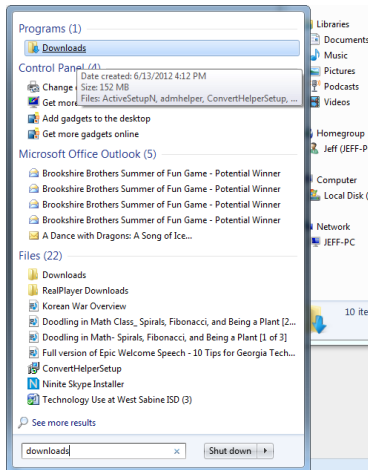 Programs (1)
Downloads
Control Panel (4)
Change
Date created: 6/13/2012 4:12 PM
Size: 152 MB
Files: ActiveSetupN, admhelper, ConvertHelperSetup, ...
Get more
Add gadgets to the desktop
Get more gadgets online
Microsoft Office Outlook (5)
Brookshire Brothers Summer of Fun Game - Potential Winner
Brookshire Brothers Summer of Fun Game - Potential Winner
Brookshire Brothers Summer of Fun Game - Potential Winner
Brookshire Brothers Summer of Fun Game - Potential Winner
A Dance with Dragons: A Song of Ice...
Files (22)
Downloads
RealPlayer Downloads
Korean War Overview
Doodling in Math Class_ Spirals, Fibonacci, and Being a Plant [2...
Doodling in Math- Spirals, Fibonacci, and Being a Plant [1 of 3]
Full version of Epic Welcome Speech - 10 Tips for Georgia Tech...
ConvertHelperSetup
Ninite Skype Installer
Technology Use at West Sabine ISD (3)
See more results
downloads
Shut down
Libraries
Documents
Music
Pictures
Podcasts
Videos
Homegroup
Jeff (JEFF-P
Computer
Local Disk (
Network
JEFF-PC
10 ite